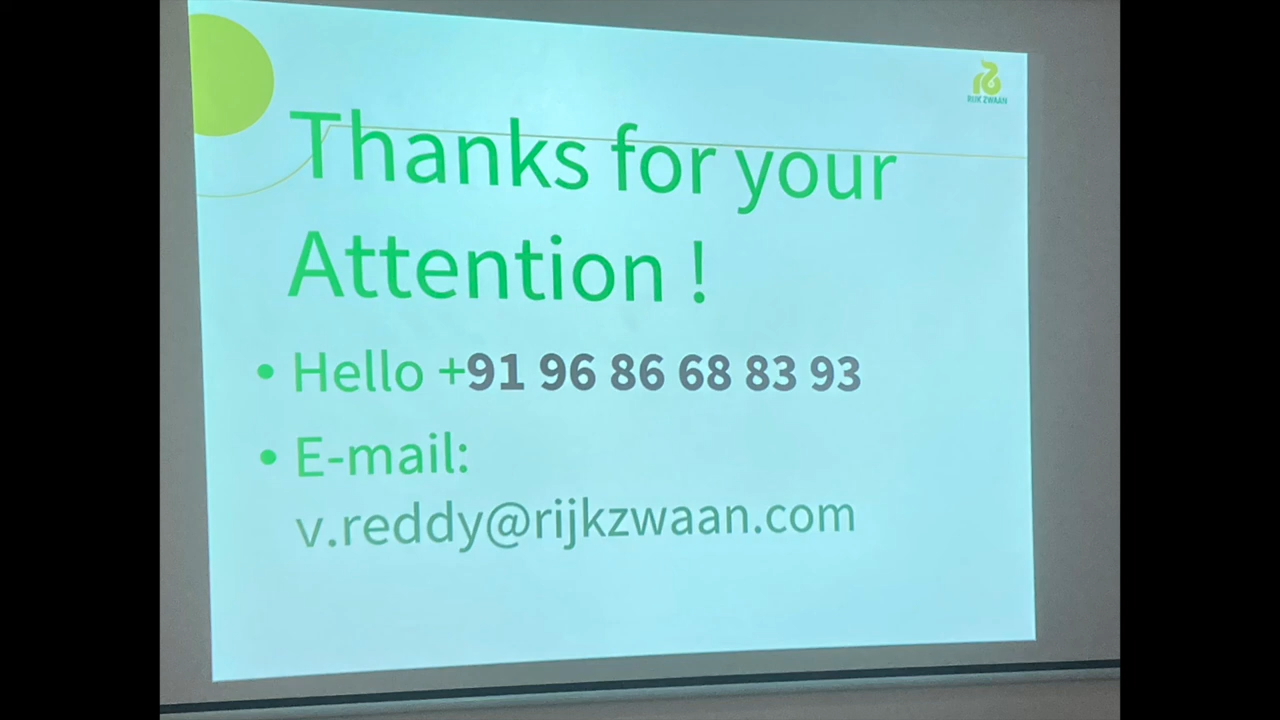 RIJK ZWAAN
Thanks for your
Attention !
• Hello +91 96 86 68 83 93
• E-mail:
v.reddy@rijkzwaan.com